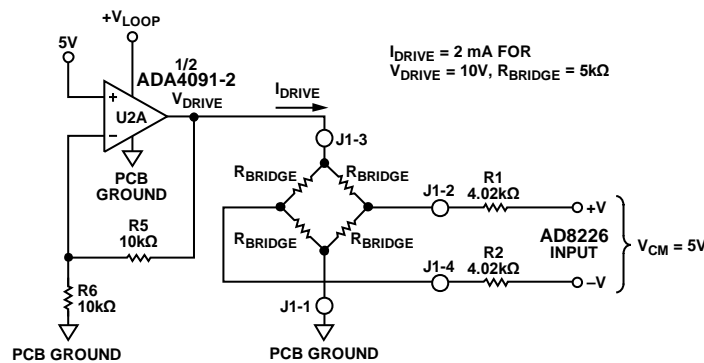 +VLOOP
5V
1/2
ADA4091-2
VDRIVE
IDRIVE
IDRIVE = 2 mA FOR
VDRIVE = 10V, RBRIDGE = 5kΩ
+
U2A
–
PCB
GROUND
J1-3
RBRIDGE
RBRIDGE
RBRIDGE
RBRIDGE
J1-2
R1
4.02kΩ
+V
AD8226
INPUT
VCM = 5V
R2
4.02kΩ
J1-4
–V
R5
10kΩ
R6
10kΩ
J1-1
PCB GROUND
PCB GROUND